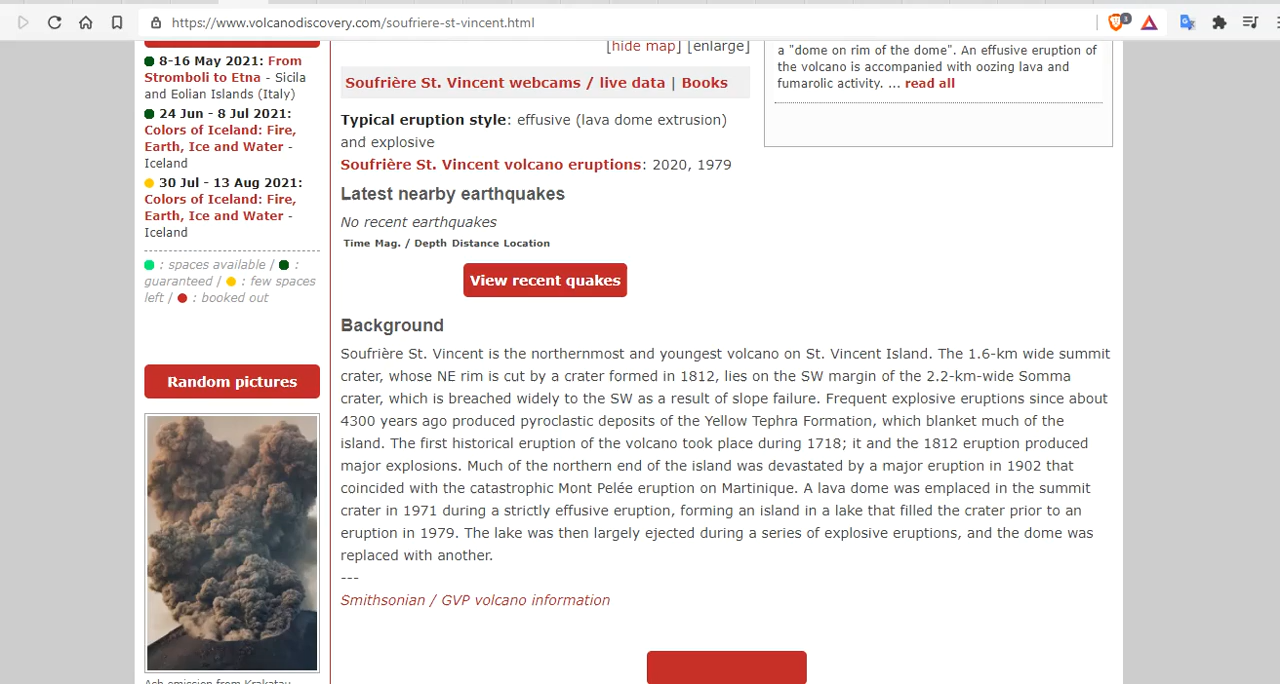 https://www.volcanodiscovery.com/soufriere-st-vincent.html
3
8-16 May 2021: From
Stromboli to Etna - Sicila
and Eolian Islands (Italy)
24 Jun - 8 Jul 2021:
Colors of Iceland: Fire,
Earth, Ice and Water -
Iceland
30 Jul - 13 Aug 2021:
Colors of Iceland: Fire,
Earth, Ice and Water -
Iceland
: spaces available / :
guaranteed / : few spaces
left / : booked out
Random pictures
Ash emission from Krakatau
[hide map] [enlarge]
Soufrière St. Vincent webcams / live data | Books
Typical eruption style: effusive (lava dome extrusion)
and explosive
Soufrière St. Vincent volcano eruptions: 2020, 1979
Latest nearby earthquakes
No recent earthquakes
Time Mag. / Depth Distance Location
View recent quakes
Background
Soufrière St. Vincent is the northernmost and youngest volcano on St. Vincent Island. The 1.6-km wide summit
crater, whose NE rim is cut by a crater formed in 1812, lies on the SW margin of the 2.2-km-wide Somma
crater, which is breached widely to the SW as a result of slope failure. Frequent explosive eruptions since about
4300 years ago produced pyroclastic deposits of the Yellow Tephra Formation, which blanket much of the
island. The first historical eruption of the volcano took place during 1718; it and the 1812 eruption produced
major explosions. Much of the northern end of the island was devastated by a major eruption in 1902 that
coincided with the catastrophic Mont Pelée eruption on Martinique. A lava dome was emplaced in the summit
crater in 1971 during a strictly effusive eruption, forming an island in a lake that filled the crater prior to an
eruption in 1979. The lake was then largely ejected during a series of explosive eruptions, and the dome was
replaced with another.
---
Smithsonian / GVP volcano information
a "dome on rim of the dome". An effusive eruption of
the volcano is accompanied with oozing lava and
fumarolic activity. ... read all